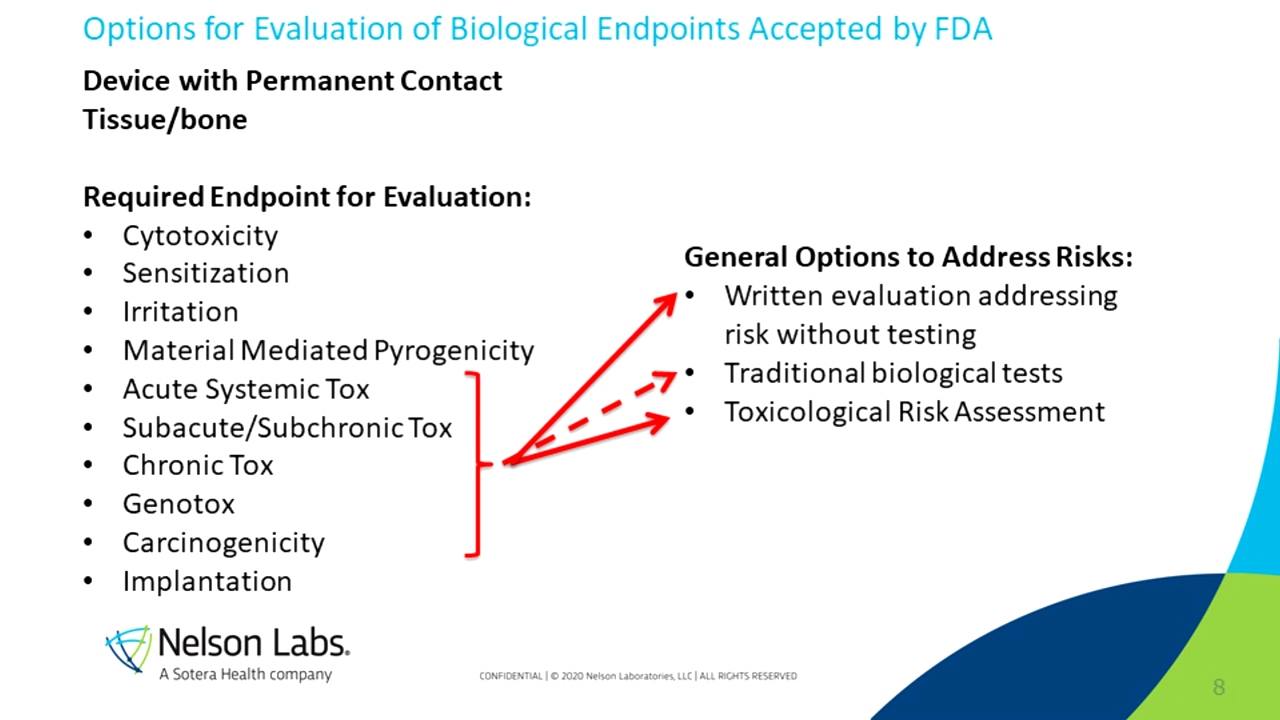 Options for Evaluation of Biological Endpoints Accepted by FDA
Device with Permanent Contact
Tissue/bone
Required Endpoint for Evaluation:
• Cytotoxicity
• Sensitization
• Irritation
• Material Mediated Pyrogenicity
• Acute Systemic Tox
• Subacute/Subchronic Tox
• Chronic Tox
• Genotox
• Carcinogenicity
• Implantation
General Options to Address Risks:
• Written evaluation addressing
risk without testing
• Traditional biological tests
• Toxicological Risk Assessment
Nelson Labs®
A Sotera Health company
CONFIDENTIAL | © 2020 Nelson Laboratories, LLC | ALL RIGHTS RESERVED
8